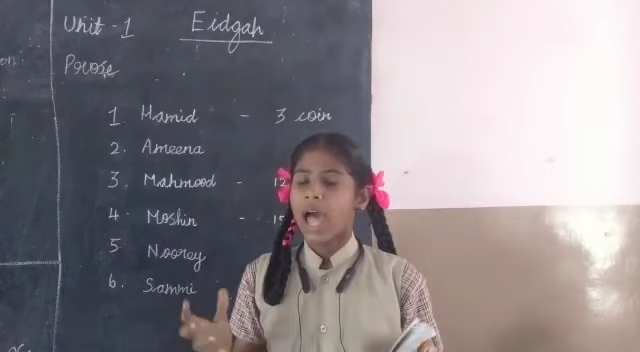 Unit - 1 Eidgah
Prose
1 Hamid - 3 coin
2. Ameena
3. Mahmood - 12
4. Moshin -
5 Noorey
6. Sammi